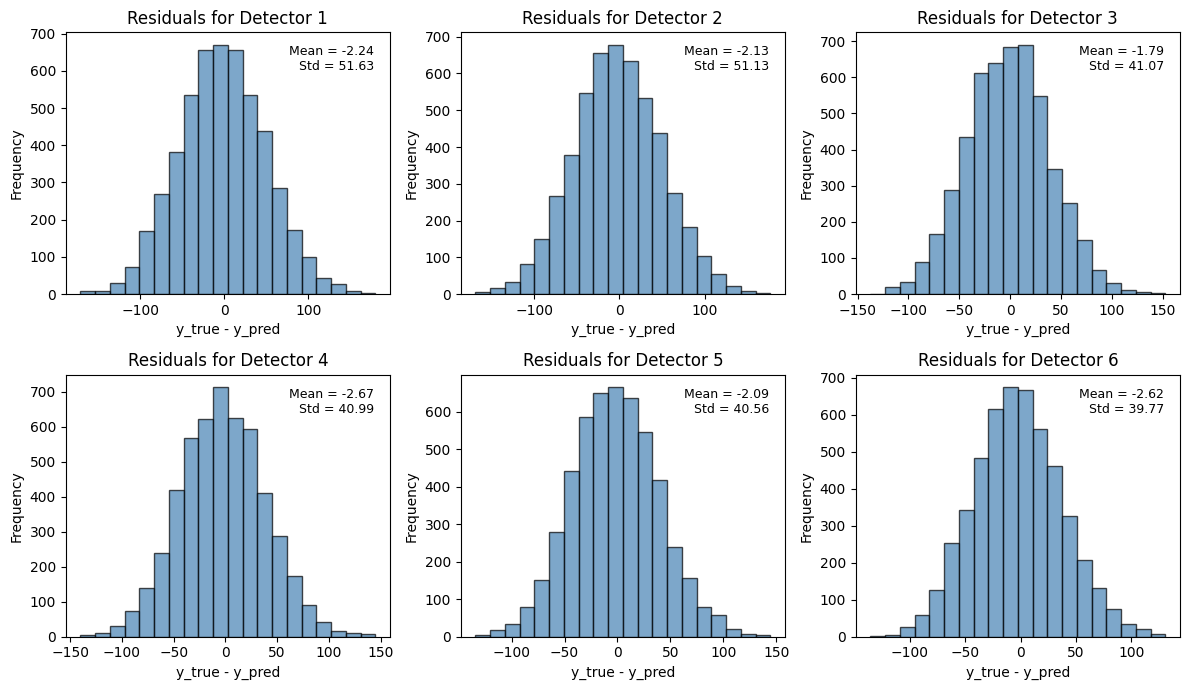 Residuals for Detector 1
Mean = -2.24
Std = 51.63
Frequency
700
600
500
400
300
200
100
0
−100 0 100
y_true - y_pred
Residuals for Detector 2
Mean = -2.13
Std = 51.13
Frequency
700
600
500
400
300
200
100
0
−100 0 100
y_true - y_pred
Residuals for Detector 3
Mean = -1.79
Std = 41.07
Frequency
700
600
500
400
300
200
100
0
−150 −100 −50 0 50 100 150
y_true - y_pred
Residuals for Detector 4
Mean = -2.67
Std = 40.99
Frequency
700
600
500
400
300
200
100
0
−150 −100 −50 0 50 100 150
y_true - y_pred
Residuals for Detector 5
Mean = -2.09
Std = 40.56
Frequency
600
500
400
300
200
100
0
−100 −50 0 50 100 150
y_true - y_pred
Residuals for Detector 6
Mean = -2.62
Std = 39.77
Frequency
700
600
500
400
300
200
100
0
−100 −50 0 50 100
y_true - y_pred